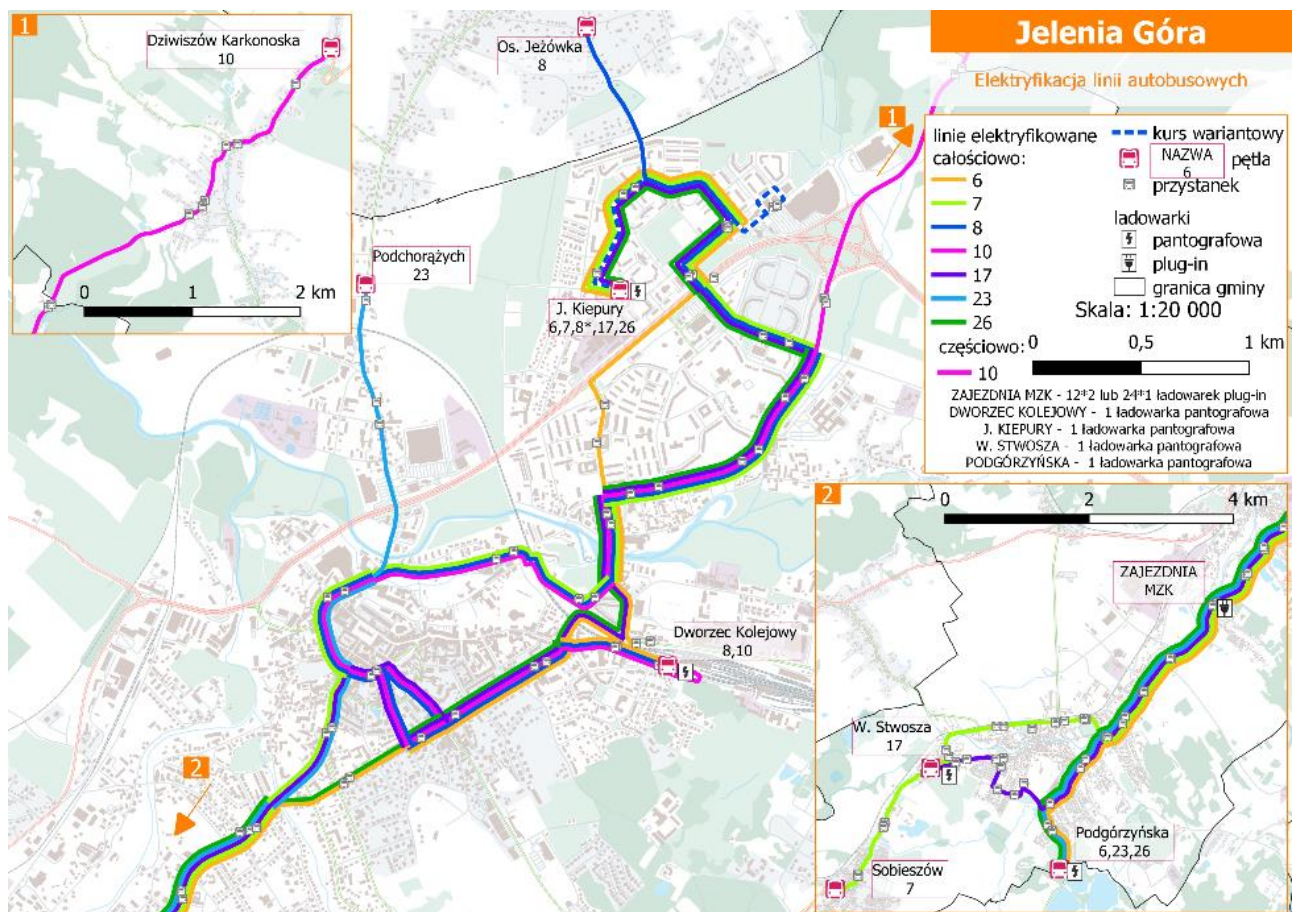 1
Dziwiszów Karkonoska
10
0 1 2 km
Os. Jeżówka
8
Jelenia Góra
Elektryfikacja linii autobusowych
1
linie elektryfikowane
całościowo:
6
7
8
10
17
23
26
częściowo:
10
kurs wariantowy
NAZWA
6
pętla
przystanek
ładowarki
pantografowa
plug-in
granica gminy
Skala: 1:20 000
0 0,5 1 km
ZAJEZDNIA MZK - 12*2 lub 24*1 ładowarek plug-in
DWORZEC KOLEJOWY - 1 ładowarka pantografowa
J. KIEPURY - 1 ładowarka pantografowa
W. STWOSZA - 1 ładowarka pantografowa
PODGÓRZYŃSKA - 1 ładowarka pantografowa
Podchorążych
23
J. Kiepury
6,7,8*,17,26
Dworzec Kolejowy
8,10
2
2
0 2 4 km
ZAJEZDNIA
MZK
W. Stwosza
17
Podgórzyńska
6,23,26
Sobieszów
7